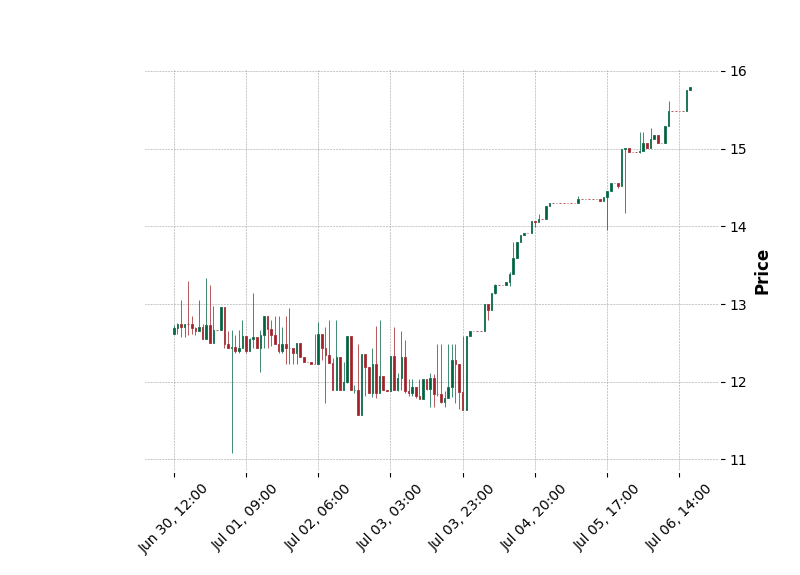 16
15
14
13
12
11
Price
Jun 30, 12:00
Jul 01, 09:00
Jul 02, 06:00
Jul 03, 03:00
Jul 03, 23:00
Jul 04, 20:00
Jul 05, 17:00
Jul 06, 14:00